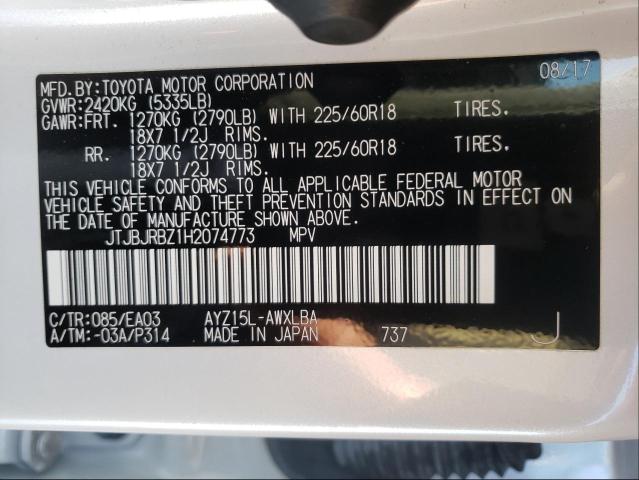 MFD.BY:TOYOTA MOTOR CORPORATION 08/17
GVWR:2420KG (5335LB)
GAWR:FRT. 1270KG (2790LB) WITH 225/60R18 TIRES.
18X7 1/2J RIMS.
RR. 1270KG (2790LB) WITH 225/60R18 TIRES.
18X7 1/2J RIMS.
THIS VEHICLE CONFORMS TO ALL APPLICABLE FEDERAL MOTOR
VEHICLE SAFETY AND THEFT PREVENTION STANDARDS IN EFFECT ON
THE DATE OF MANUFACTURE SHOWN ABOVE.
JTJBJRBZ1H2074773 MPV
C/TR:085/EA03 AYZ15L-AWXLBA
A/TM:-03A/P314 MADE IN JAPAN 737 J